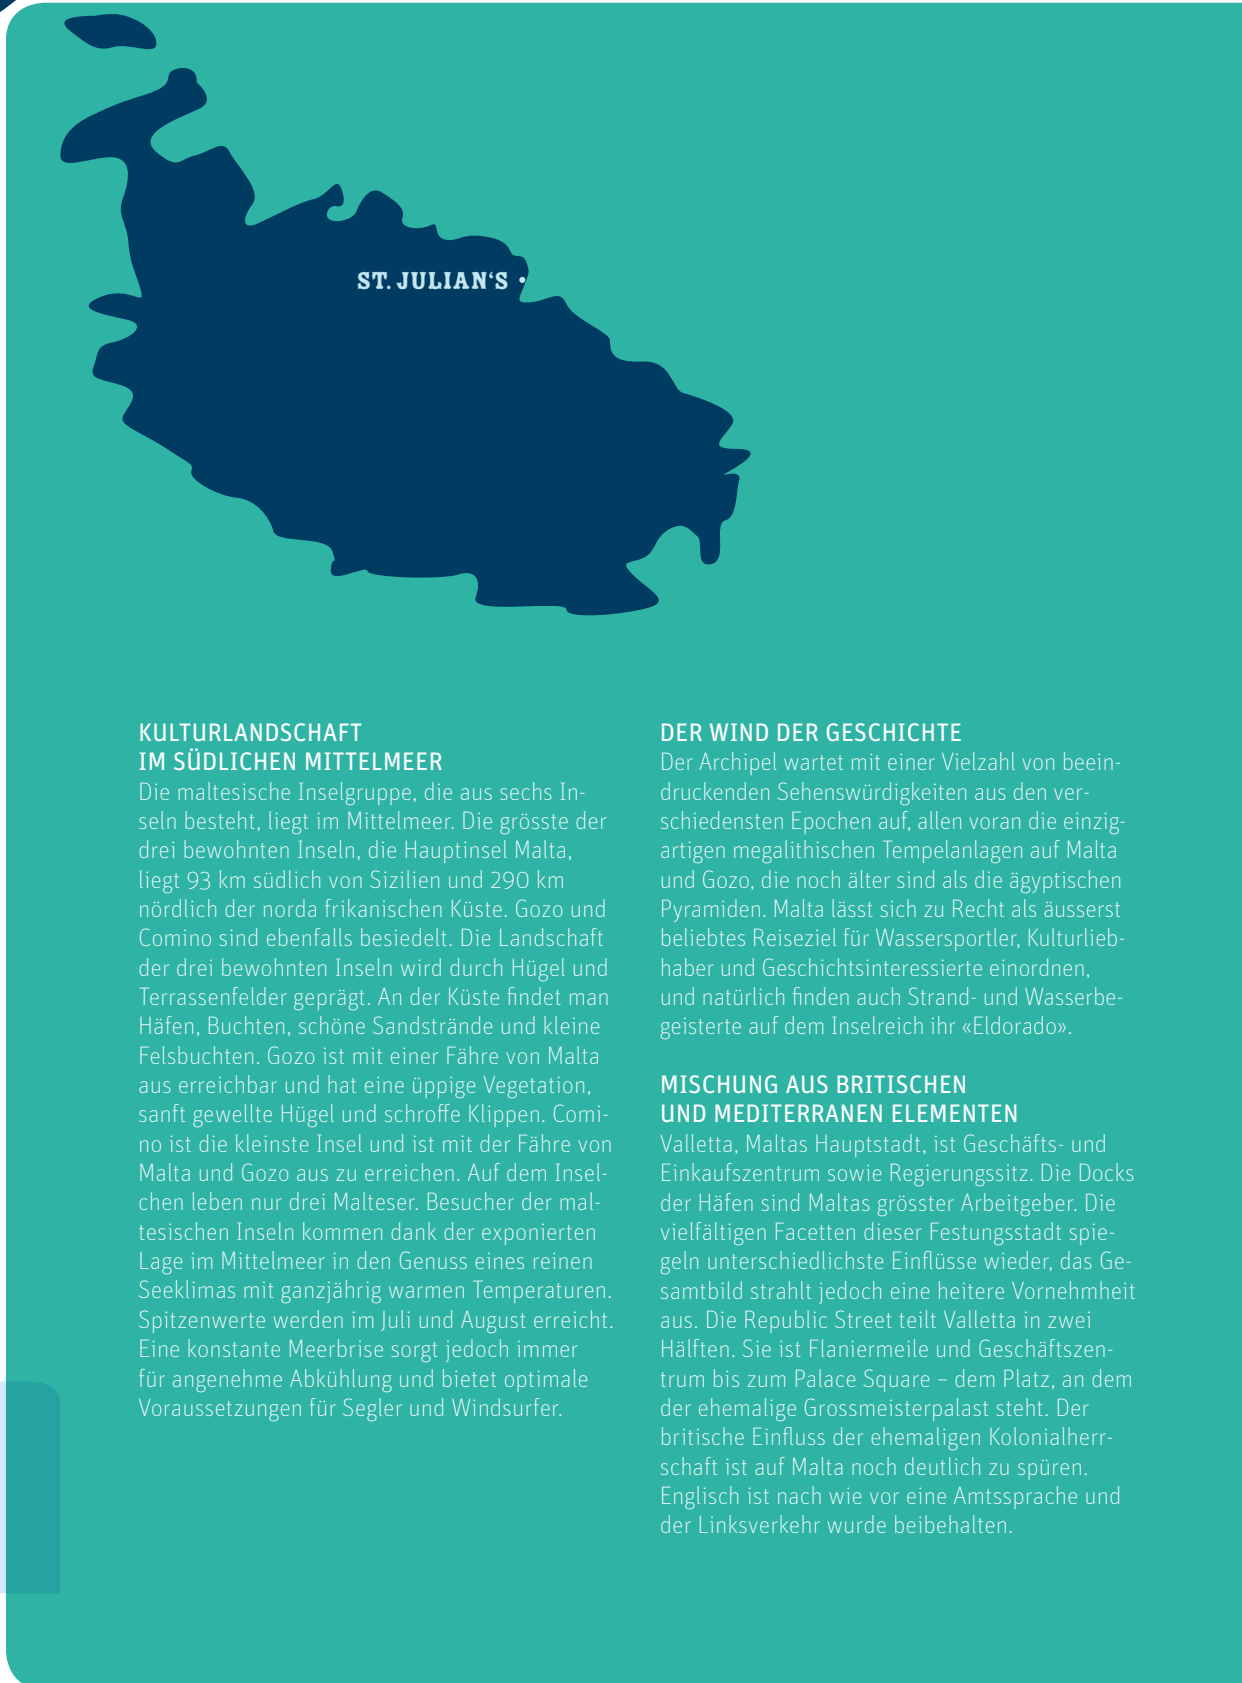 ST. JULIAN‘S
KULTURLANDSCHAFT
IM SÜDLICHEN MITTELMEER
Die maltesische Inselgruppe, die aus sechs In-
seln besteht, liegt im Mittelmeer. Die grösste der
drei bewohnten Inseln, die Hauptinsel Malta,
liegt 93 km südlich von Sizilien und 290 km
nördlich der norda frikanischen Küste. Gozo und
Comino sind ebenfalls besiedelt. Die Landschaft
der drei bewohnten Inseln wird durch Hügel und
Terrassenfelder geprägt. An der Küste findet man
Häfen, Buchten, schöne Sandstrände und kleine
Felsbuchten. Gozo ist mit einer Fähre von Malta
aus erreichbar und hat eine üppige Vegetation,
sanft gewellte Hügel und schroffe Klippen. Comi-
no ist die kleinste Insel und ist mit der Fähre von
Malta und Gozo aus zu erreichen. Auf dem Insel-
chen leben nur drei Malteser. Besucher der mal-
tesischen Inseln kommen dank der exponierten
Lage im Mittelmeer in den Genuss eines reinen
Seeklimas mit ganzjährig warmen Temperaturen.
Spitzenwerte werden im Juli und August erreicht.
Eine konstante Meerbrise sorgt jedoch immer
für angenehme Abkühlung und bietet optimale
Voraussetzungen für Segler und Windsurfer.
DER WIND DER GESCHICHTE
Der Archipel wartet mit einer Vielzahl von beein-
druckenden Sehenswürdigkeiten aus den ver-
schiedensten Epochen auf, allen voran die einzig-
artigen megalithischen Tempelanlagen auf Malta
und Gozo, die noch älter sind als die ägyptischen
Pyramiden. Malta lässt sich zu Recht als äusserst
beliebtes Reiseziel für Wassersportler, Kulturlieb-
haber und Geschichtsinteressierte einordnen,
und natürlich finden auch Strand- und Wasserbe-
geisterte auf dem Inselreich ihr «Eldorado».
MISCHUNG AUS BRITISCHEN
UND MEDITERRANEN ELEMENTEN
Valletta, Maltas Hauptstadt, ist Geschäfts- und
Einkaufszentrum sowie Regierungssitz. Die Docks
der Häfen sind Maltas grösster Arbeitgeber. Die
vielfältigen Facetten dieser Festungsstadt spie-
geln unterschiedlichste Einflüsse wieder, das Ge-
samtbild strahlt jedoch eine heitere Vornehmheit
aus. Die Republic Street teilt Valletta in zwei
Hälften. Sie ist Flaniermeile und Geschäftszen-
trum bis zum Palace Square – dem Platz, an dem
der ehemalige Grossmeisterpalast steht. Der
britische Einfluss der ehemaligen Kolonialherr-
schaft ist auf Malta noch deutlich zu spüren.
Englisch ist nach wie vor eine Amtssprache und
der Linksverkehr wurde beibehalten.